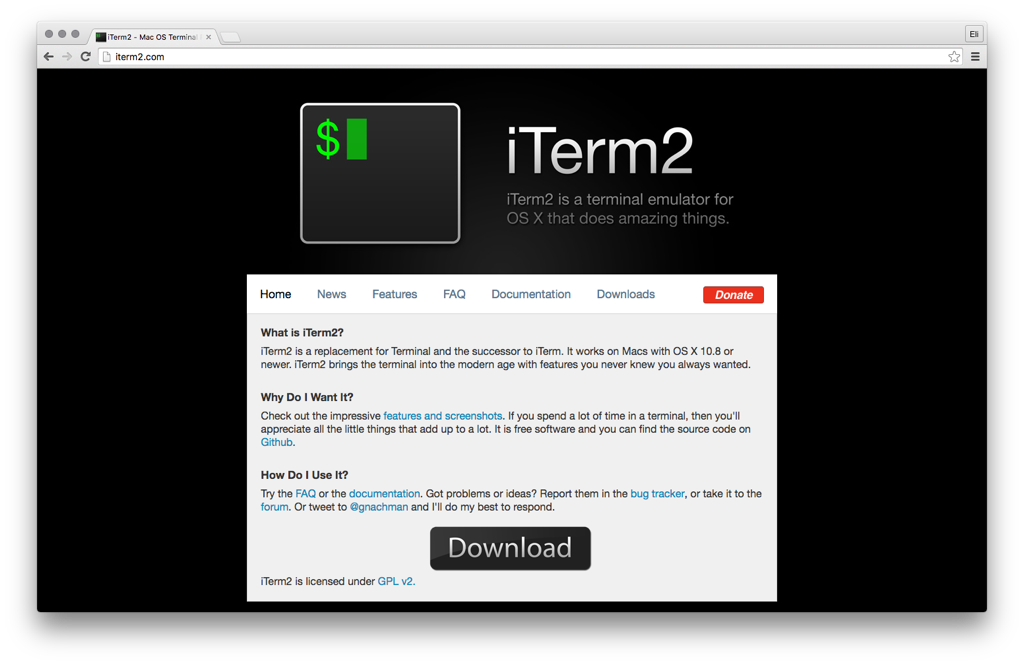 iTerm2 - Mac OS Terminal
Eli
iterm2.com
$
iTerm2
iTerm2 is a terminal emulator for
OS X that does amazing things.
Home News Features FAQ Documentation Downloads Donate
What is iTerm2?
iTerm2 is a replacement for Terminal and the successor to iTerm. It works on Macs with OS X 10.8 or
newer. iTerm2 brings the terminal into the modern age with features you never knew you always wanted.
Why Do I Want It?
Check out the impressive features and screenshots. If you spend a lot of time in a terminal, then you'll
appreciate all the little things that add up to a lot. It is free software and you can find the source code on
Github.
How Do I Use It?
Try the FAQ or the documentation. Got problems or ideas? Report them in the bug tracker, or take it to the
forum. Or tweet to @gnachman and I'll do my best to respond.
Download
iTerm2 is licensed under GPL v2.